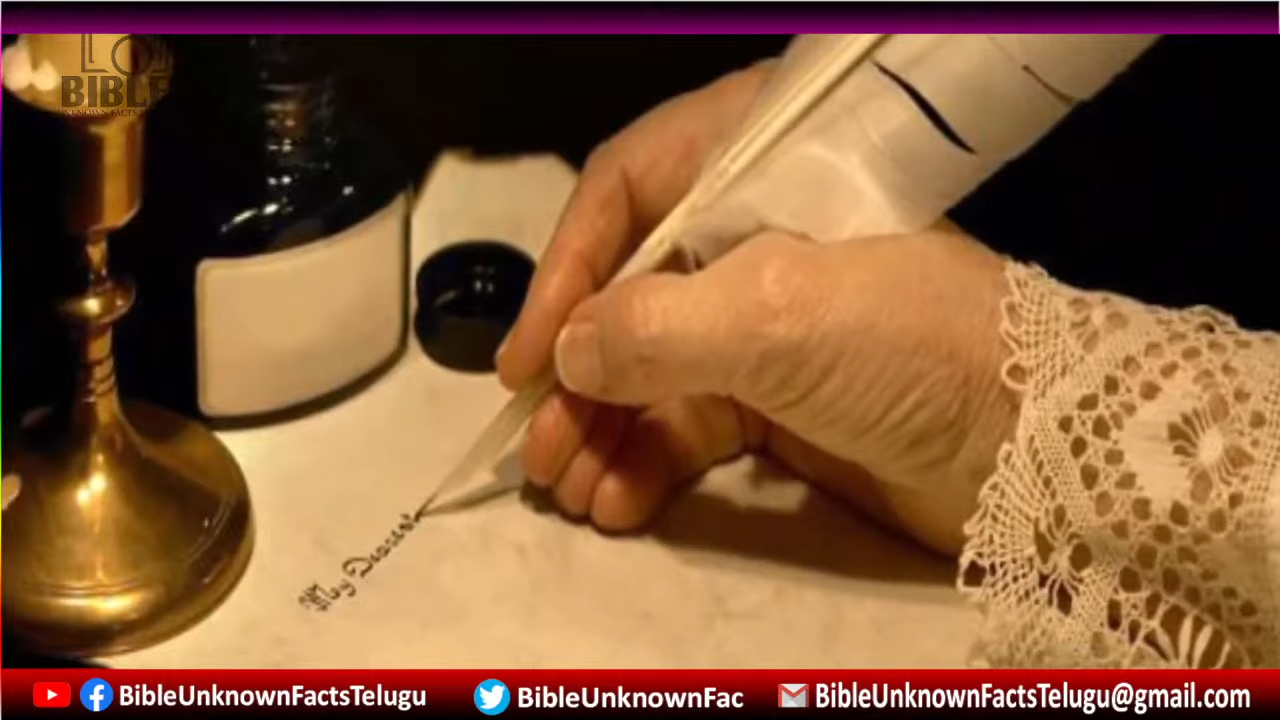 BIBLE
My Dearest
BibleUnknownFactsTelugu
BibleUnknownFac
BibleUnknownFactsTelugu@gmail.com